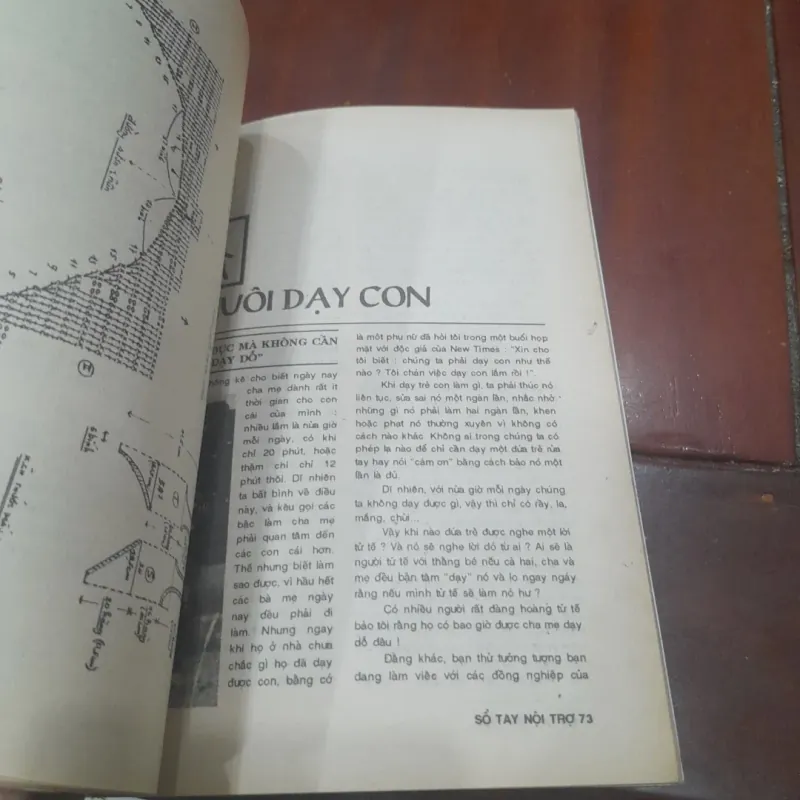 UÔI DẠY CON
DỤC MÀ KHÔNG CẦN
DẠY DỖ"
hống kê cho biết ngày nay
cha mẹ dành rất ít
thời gian cho con
cái của mình :
nhiều lắm là nửa giờ
mỗi ngày, có khi
chỉ 20 phút, hoặc
thậm chí chỉ 12
phút thôi. Dĩ nhiên
ta bất bình về điều
này, và kêu gọi các
bậc làm cha mẹ
phải quan tâm đến
các con cái hơn.
Thế nhưng biết làm
sao được, vì hầu hết
các bà mẹ ngày
nay đều phải đi
làm. Nhưng ngay
khi họ ở nhà chưa
chắc gì họ đã dạy
được con, bằng cớ
là một phụ nữ đã hỏi tôi trong một buổi họp
mặt với độc giả của New Times : "Xin cho
tôi biết : chúng ta phải dạy con như thế
nào ? Tôi chán việc dạy con lắm rồi !".
Khi dạy trẻ con làm gì, ta phải thúc nó
liên tục, sửa sai nó một ngàn lần, nhắc nhở
những gì nó phải làm hai ngàn lần, khen
hoặc phạt nó thường xuyên vì không có
cách nào khác. Không ai trong chúng ta có
phép lạ nào để chỉ cần dạy một đứa trẻ rửa
tay hay nói "cảm ơn" bằng cách bảo nó một
lần là đủ.
Dĩ nhiên, với nửa giờ mỗi ngày chúng
ta không dạy được gì, vậy thì chỉ có rầy, la,
mắng, chửi...
Vậy khi nào đứa trẻ được nghe một lời
tử tế ? Và nó sẽ nghe lời đó từ ai ? Ai sẽ là
người tử tế với thằng bé nếu cả hai, cha và
mẹ đều bận tâm "dạy" nó và lo ngay ngáy
rằng nếu mình tử tế sẽ làm nó hư ?
Có nhiều người rất đàng hoàng tử tế
bảo tôi rằng họ có bao giờ được cha mẹ dạy
dỗ đâu !
Đằng khác, bạn thử tưởng tượng bạn
đang làm việc với các đồng nghiệp của
SỔ TAY NỘI TRỢ 73